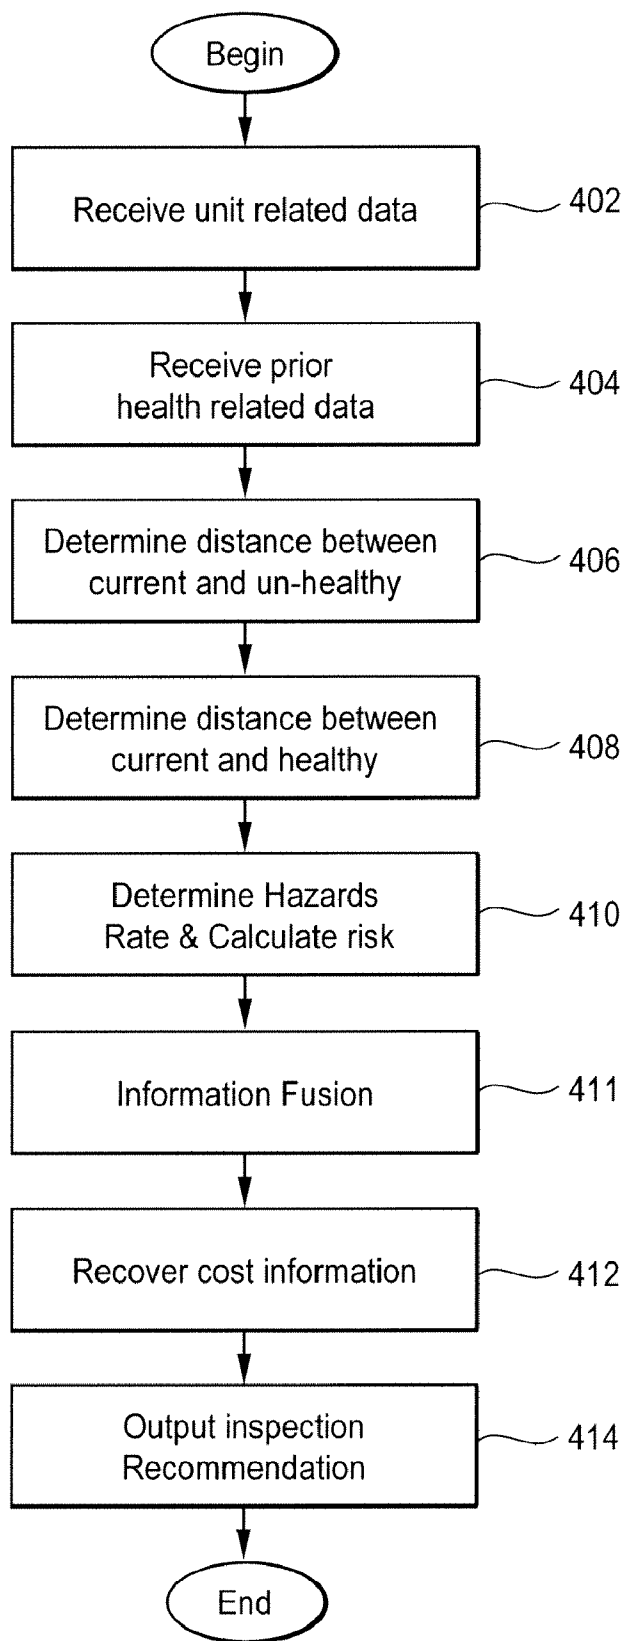 Begin
Receive unit related data
402
Receive prior
health related data
404
Determine distance between
current and un-healthy
406
Determine distance between
current and healthy
408
Determine Hazards
Rate & Calculate risk
410
Information Fusion
411
Recover cost information
412
Output inspection
Recommendation
414
End